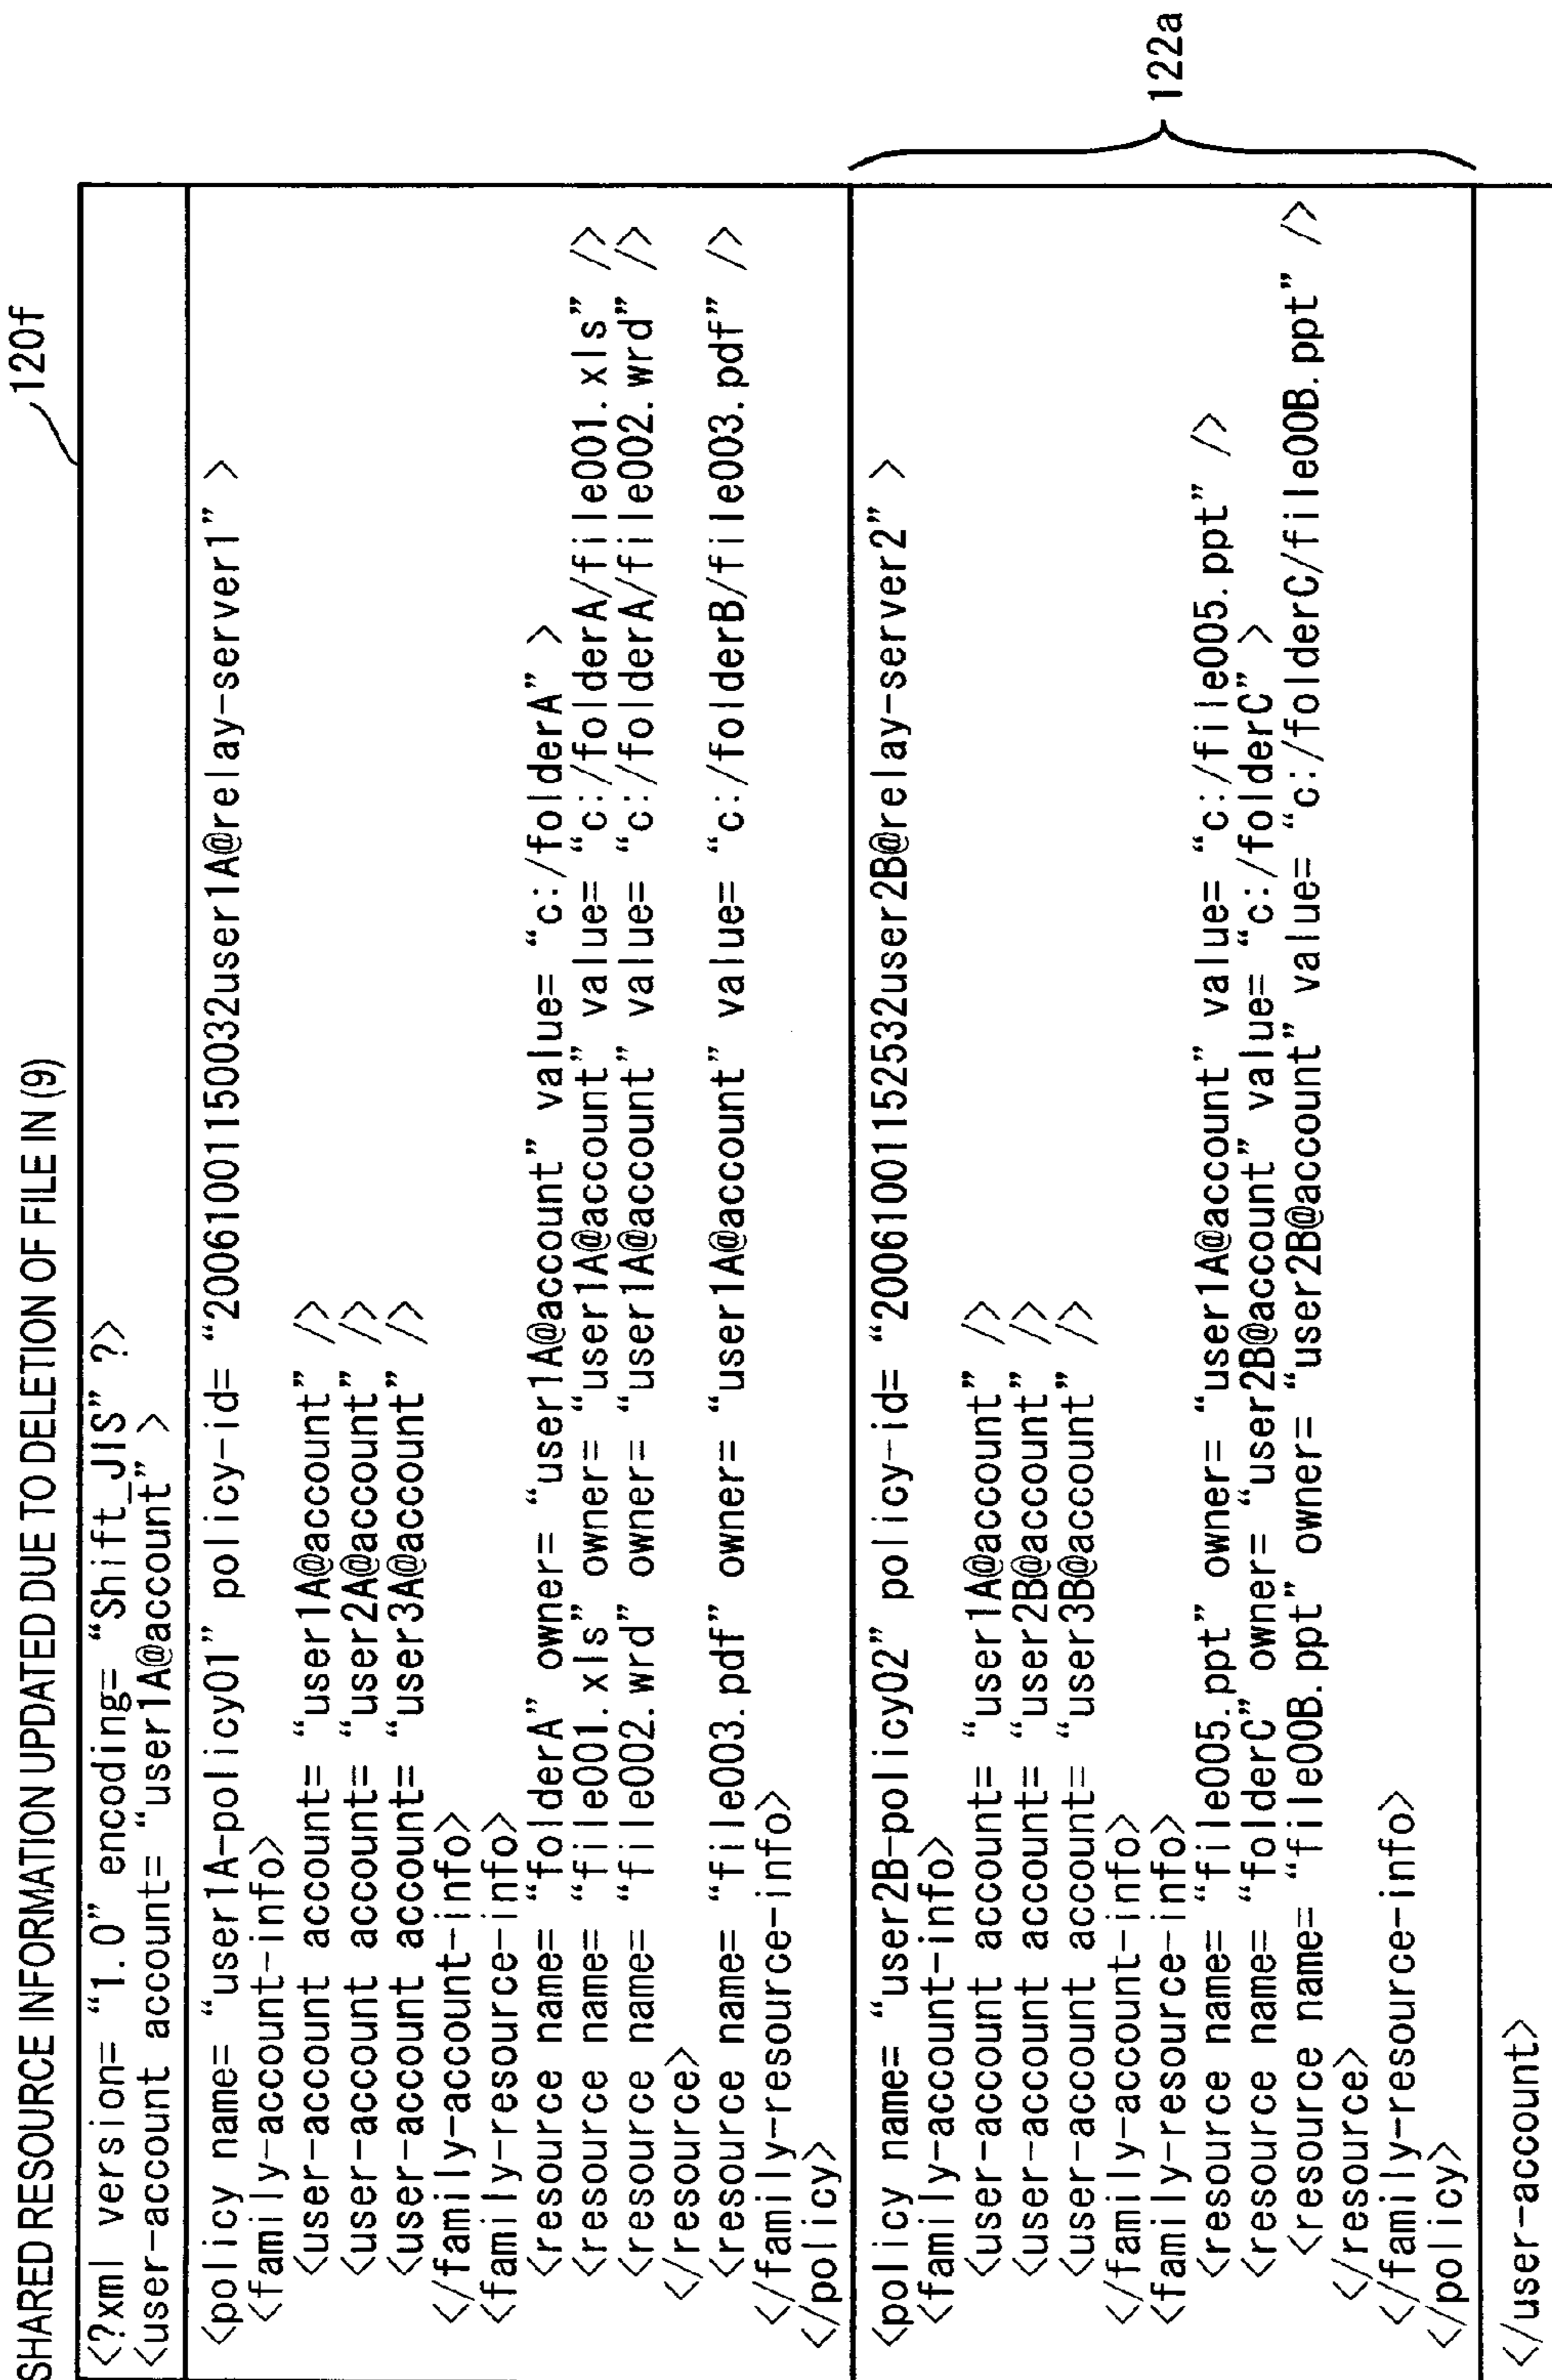 SHARED RESOURCE INFORMATION UPDATED DUE TO DELETION OF FILE IN (9)
120f
<?xml version= “1.0” encoding= “Shift_JIS” ?>
<user-account account= “user1A@account” >
<policy name= “user1A-policy01” policy-id= “20061001150032user1A@relay-server1” >
<family-account-info>
<user-account account= “user1A@account” />
<user-account account= “user2A@account” />
<user-account account= “user3A@account” />
</family-account-info>
<family-resource-info>
<resource name= “folderA” owner= “user1A@account” value= “c:/folderA” >
<resource name= “file001.xls” owner= “user1A@account” value= “c:/folderA/file001.xls” />
<resource name= “file002.wrd” owner= “user1A@account” value= “c:/folderA/file002.wrd” />
</resource>
<resource name= “file003.pdf” owner= “user1A@account” value= “c:/folderB/file003.pdf” />
</family-resource-info>
</policy>
<policy name= “user2B-policy02” policy-id= “20061001152532user2B@relay-server2” >
<family-account-info>
<user-account account= “user1A@account” />
<user-account account= “user2B@account” />
<user-account account= “user3B@account” />
</family-account-info>
<family-resource-info>
<resource name= “file005.ppt” owner= “user1A@account” value= “c:/file005.ppt” />
<resource name= “folderC” owner= “user2B@account” value= “c:/folderC” >
<resource name= “file00B.ppt” owner= “user2B@account” value= “c:/folderC/file00B.ppt” />
</resource>
</family-resource-info>
</policy>
122a
</user-account>